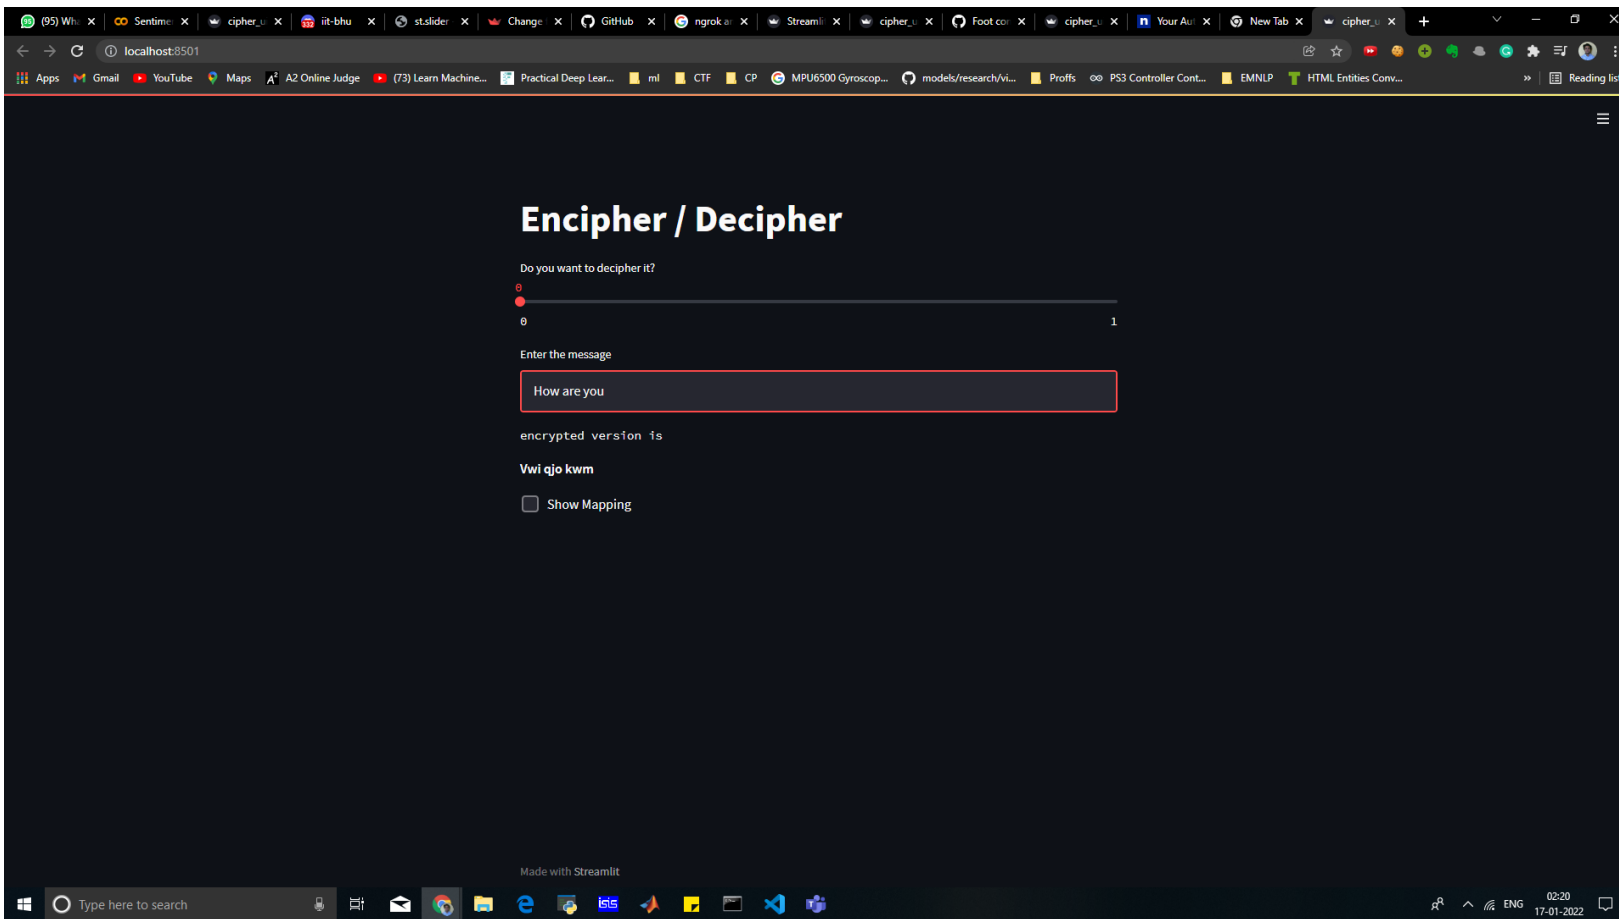 (95) Wha Sentime cipher_u iit-bhu st.slider Change GitHub ngrok ar Streamli cipher_u Foot cor cipher_u Your Aut New Tab cipher_u
localhost:8501
Apps Gmail YouTube Maps A2 Online Judge (73) Learn Machine... Practical Deep Lear... ml CTF CP MPU6500 Gyroscop... models/research/vi... Proffs PS3 Controller Cont... EMNLP HTML Entities Conv... » Reading lis
Encipher / Decipher
Do you want to decipher it?
0
0 1
Enter the message
How are you
encrypted version is
Vwi qjo kwm
Show Mapping
Made with Streamlit
Type here to search isis ENG 02:20
17-01-2022